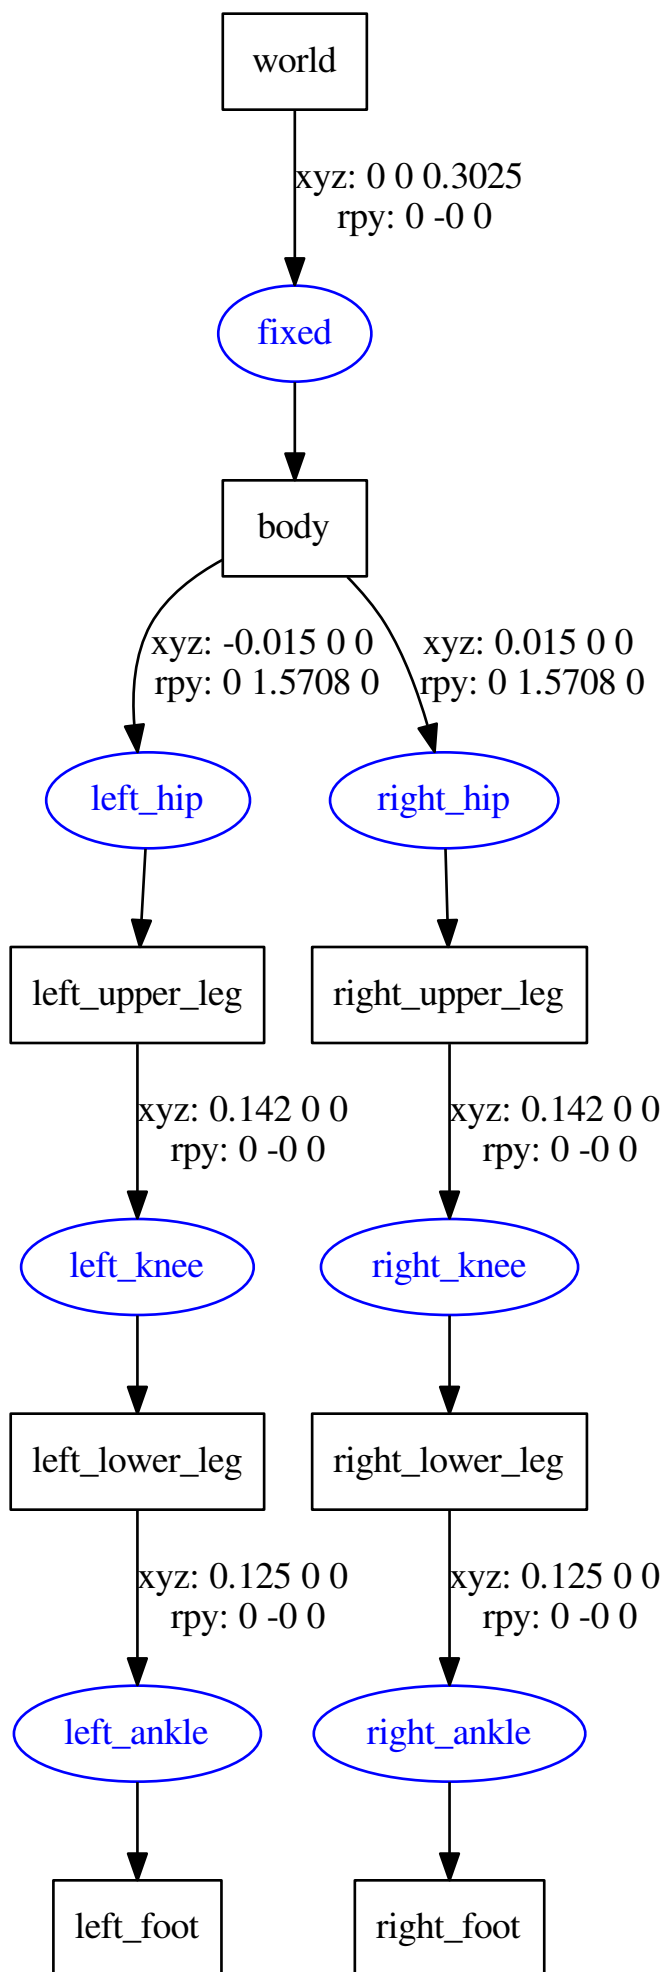 world
xyz: 0 0 0.3025
rpy: 0 -0 0
fixed
body
xyz: -0.015 0 0
rpy: 0 1.5708 0
xyz: 0.015 0 0
rpy: 0 1.5708 0
left_hip
right_hip
left_upper_leg
right_upper_leg
xyz: 0.142 0 0
rpy: 0 -0 0
xyz: 0.142 0 0
rpy: 0 -0 0
left_knee
right_knee
left_lower_leg
right_lower_leg
xyz: 0.125 0 0
rpy: 0 -0 0
xyz: 0.125 0 0
rpy: 0 -0 0
left_ankle
right_ankle
left_foot
right_foot